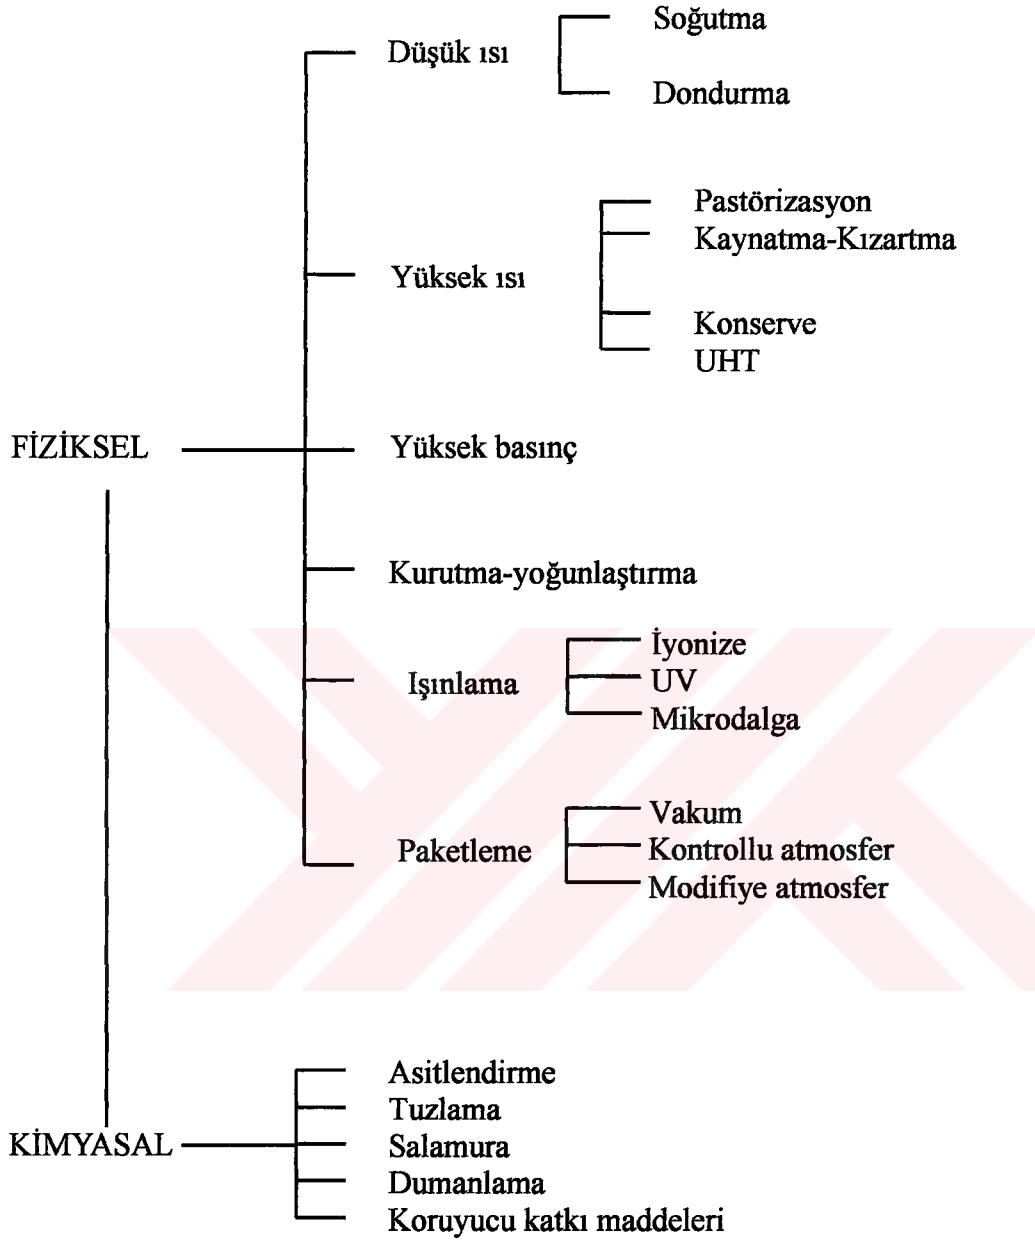 Soğutma
Düşük ısı
Dondurma
Pastörizasyon
Kaynatma-Kızartma
Yüksek ısı
Konserve
UHT
FİZİKSEL
Yüksek basınç
Kurutma-yoğunlaştırma
İyonize
Işınlama
UV
Mikrodalga
Vakum
Paketleme
Kontrollu atmosfer
Modifiye atmosfer
Asitlendirme
Tuzlama
KİMYASAL
Salamura
Dumanlama
Koruyucu katkı maddeleri